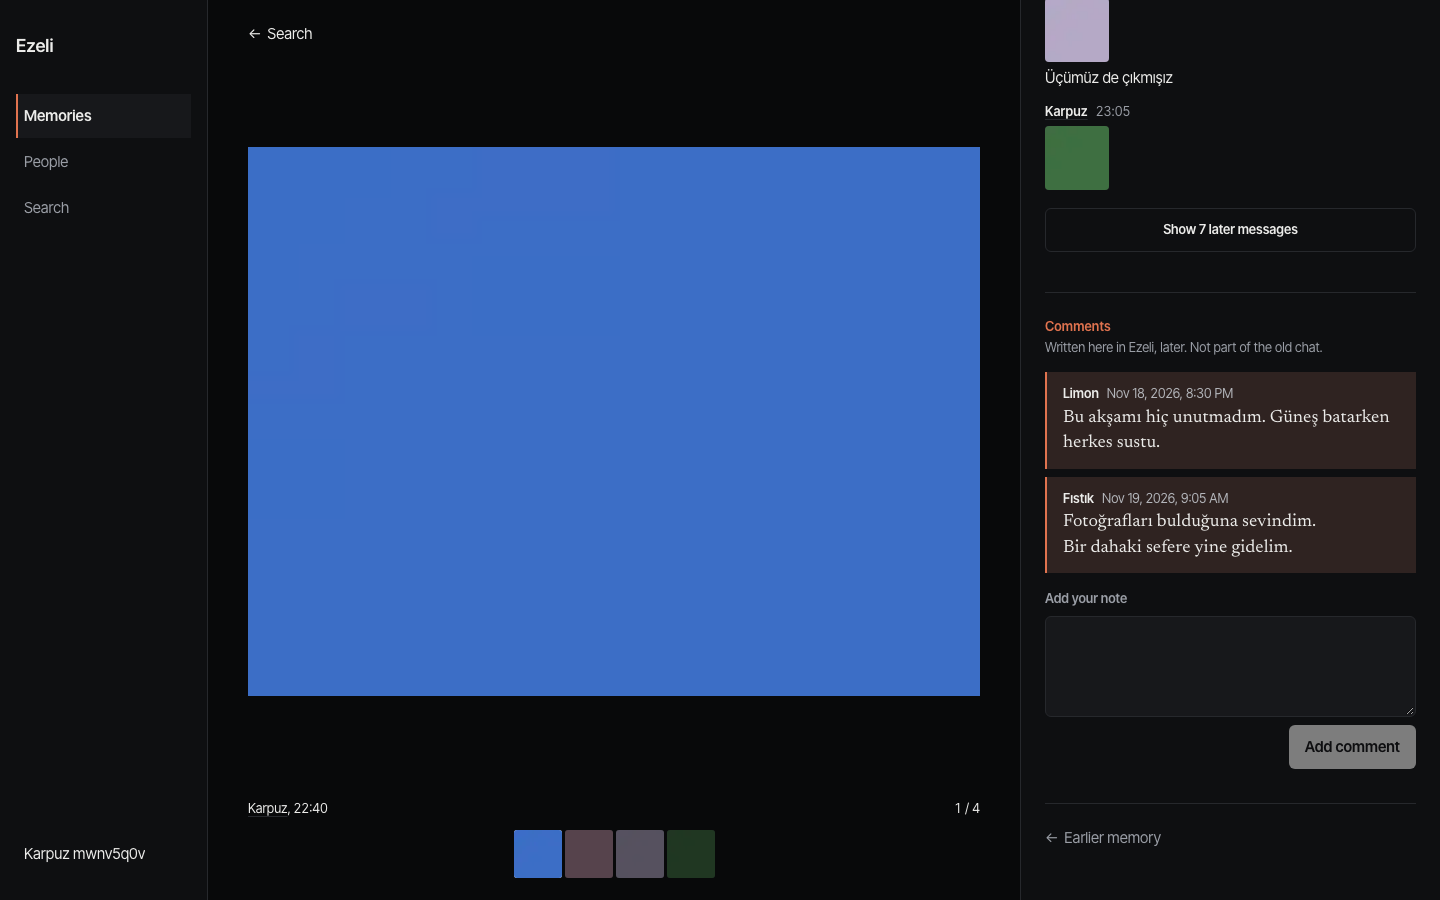 Ezeli
Memories
People
Search
Karpuz mwnv5q0v
← Search
Karpuz, 22:40
1 / 4
Üçümüz de çıkmışız
Karpuz 23:05
Show 7 later messages
Comments
Written here in Ezeli, later. Not part of the old chat.
Limon Nov 18, 2026, 8:30 PM
Bu akşamı hiç unutmadım. Güneş batarken
herkes sustu.
Fıstık Nov 19, 2026, 9:05 AM
Fotoğrafları bulduğuna sevindim.
Bir dahaki sefere yine gidelim.
Add your note
Add comment
← Earlier memory